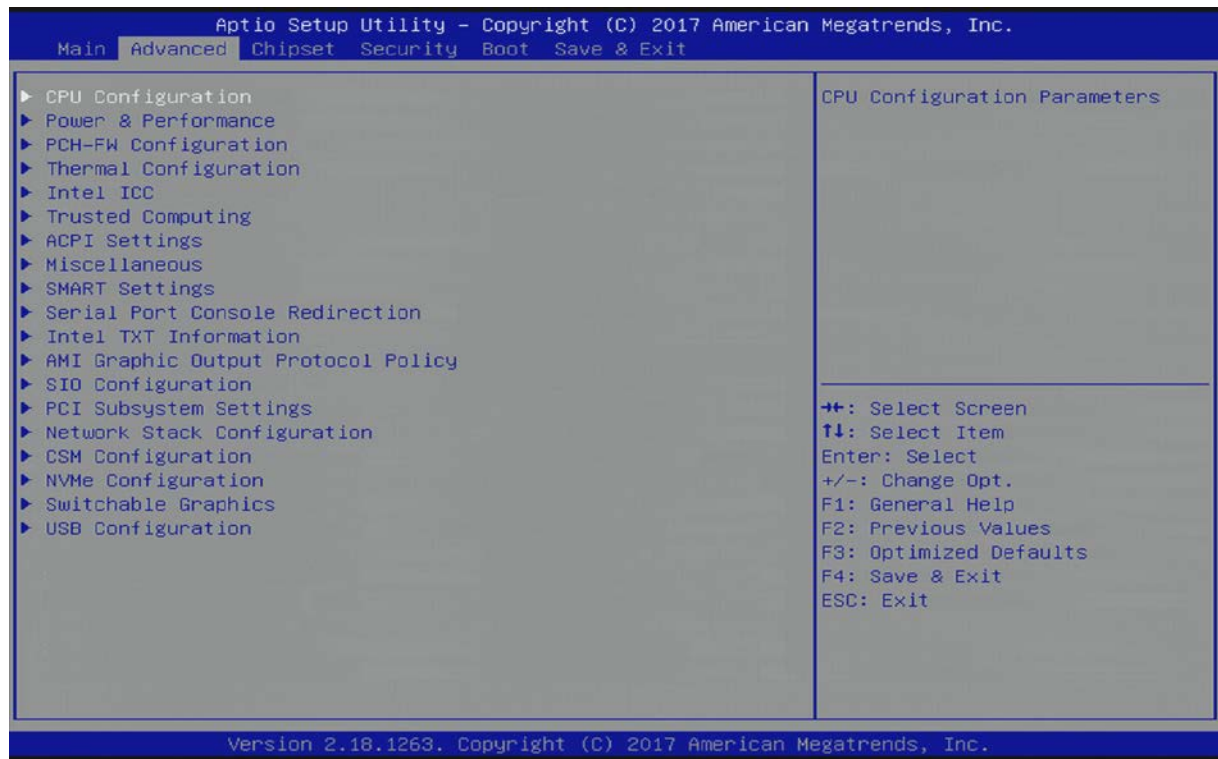 Aptio Setup Utility – Copyright (C) 2017 American Megatrends, Inc.
Main Advanced Chipset Security Boot Save & Exit
► CPU Configuration
► Power & Performance
► PCH-FW Configuration
► Thermal Configuration
► Intel ICC
► Trusted Computing
► ACPI Settings
► Miscellaneous
► SMART Settings
► Serial Port Console Redirection
► Intel TXT Information
► AMI Graphic Output Protocol Policy
► SIO Configuration
► PCI Subsystem Settings
► Network Stack Configuration
► CSM Configuration
► NVMe Configuration
► Switchable Graphics
► USB Configuration
CPU Configuration Parameters
→←: Select Screen
↑↓: Select Item
Enter: Select
+/-: Change Opt.
F1: General Help
F2: Previous Values
F3: Optimized Defaults
F4: Save & Exit
ESC: Exit
Version 2.18.1263. Copyright (C) 2017 American Megatrends, Inc.